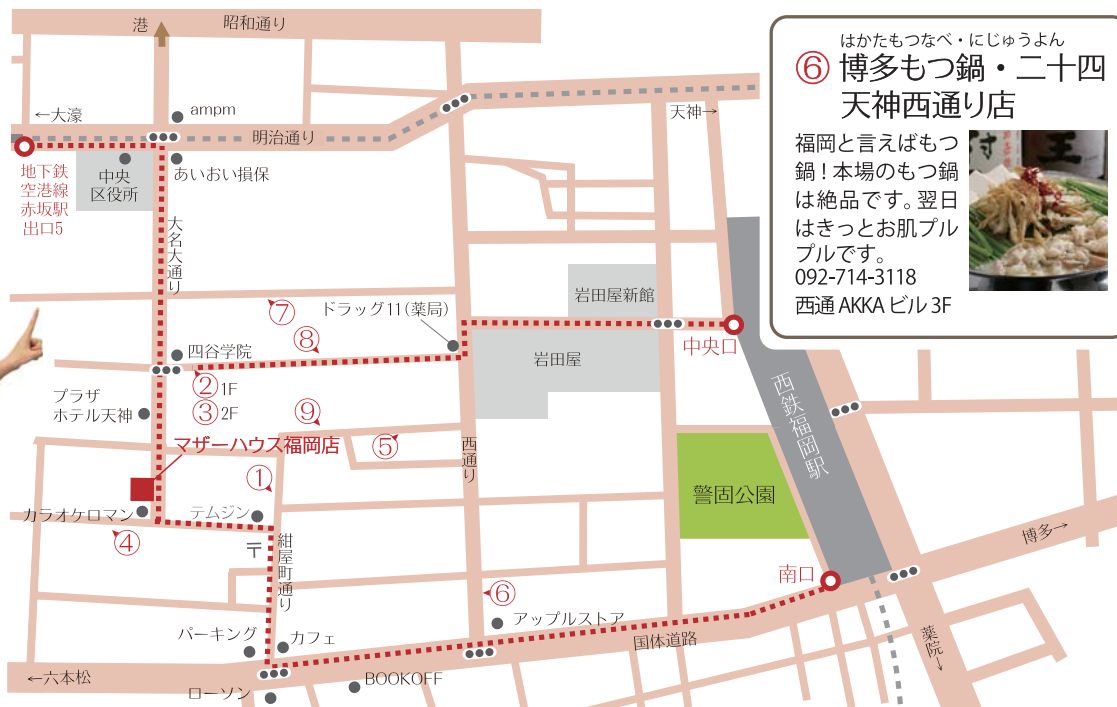 港
昭和通り
←大濠
ampm
明治通り
天神→
地下鉄
空港線
赤坂駅
出口5
中央
区役所
あいおい損保
大名大通り
⑦
ドラッグ11(薬局)
岩田屋新館
⑧
四谷学院
岩田屋
中央口
②1F
③2F
プラザ
ホテル天神
⑨
⑤
西通り
西鉄福岡駅
マザーハウス福岡店
①
警固公園
カラオケロマン
テムジン
④
〒
紺屋町通り
博多→
南口
⑥
アップルストア
国体道路
パーキング
カフェ
薬院→
←六本松
ローソン
BOOKOFF
はかたもつなべ・にじゅうよん
⑥ 博多もつ鍋・二十四
天神西通り店
福岡と言えばもつ
鍋!本場のもつ鍋
は絶品です。翌日
はきっとお肌プル
プルです。
092-714-3118
西通 AKKA ビル 3F